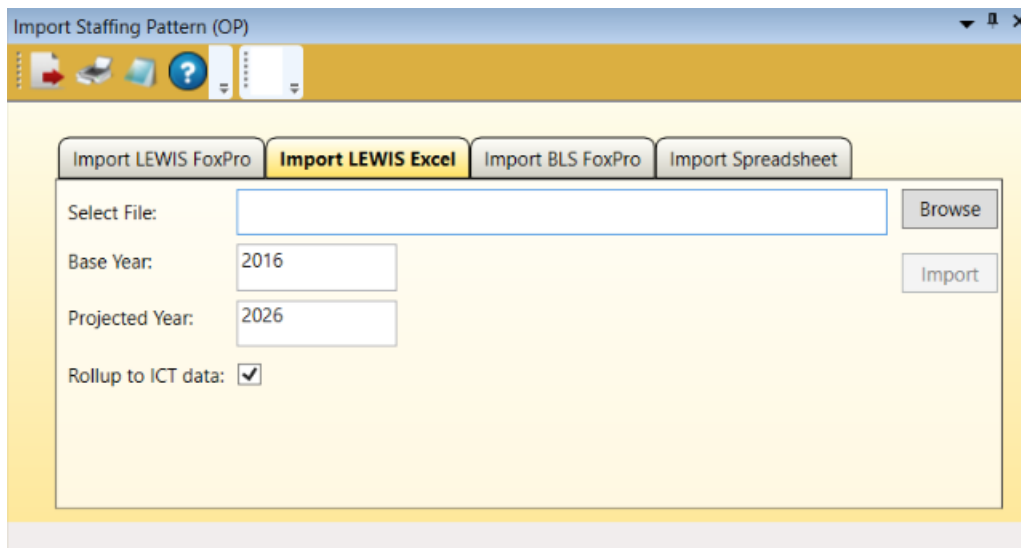 Import Staffing Pattern (OP)
?
Import LEWIS FoxPro Import LEWIS Excel Import BLS FoxPro Import Spreadsheet
Select File: Browse
Base Year: 2016 Import
Projected Year: 2026
Rollup to ICT data: